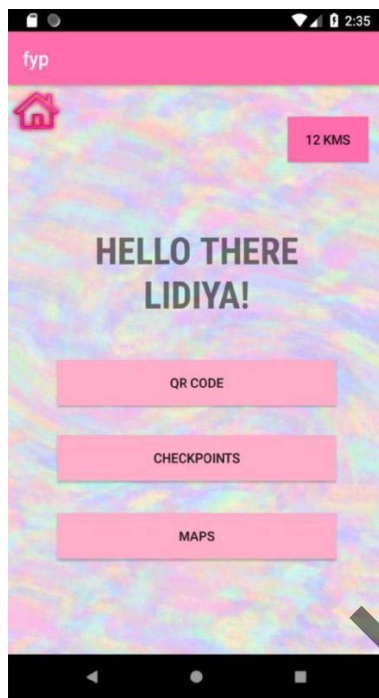 2:35
fyp
12 KMS
HELLO THERE
LIDIYA!
QR CODE
CHECKPOINTS
MAPS